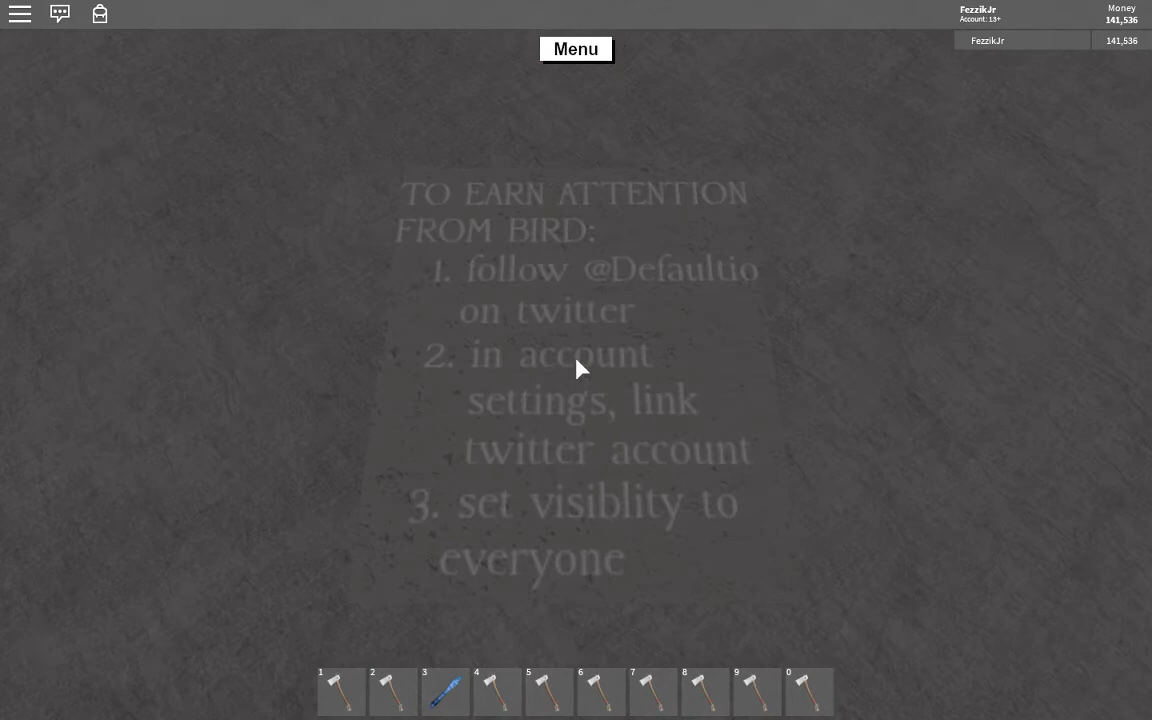 FezzikJr
Account: 13+
Money
141,536
FezzikJr
141,536
Menu
TO EARN ATTENTION
FROM BIRD:
1. follow @Defaultio
on twitter
2. in account
settings, link
twitter account
3. set visiblity to
everyone
1 2 3 4 5 6 7 8 9 0